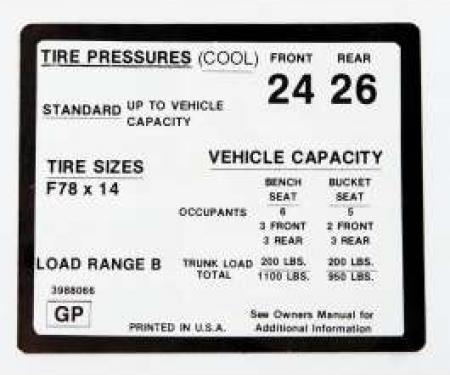 TIRE PRESSURES (COOL) FRONT REAR
24 26
STANDARD UP TO VEHICLE
CAPACITY
VEHICLE CAPACITY
TIRE SIZES
F78 x 14
BENCH BUCKET
SEAT SEAT
OCCUPANTS 6 5
3 FRONT 2 FRONT
3 REAR 3 REAR
LOAD RANGE B TRUNK LOAD 200 LBS. 200 LBS.
TOTAL 1100 LBS. 950 LBS.
3988066
GP
See Owners Manual for
PRINTED IN U.S.A. Additional Information